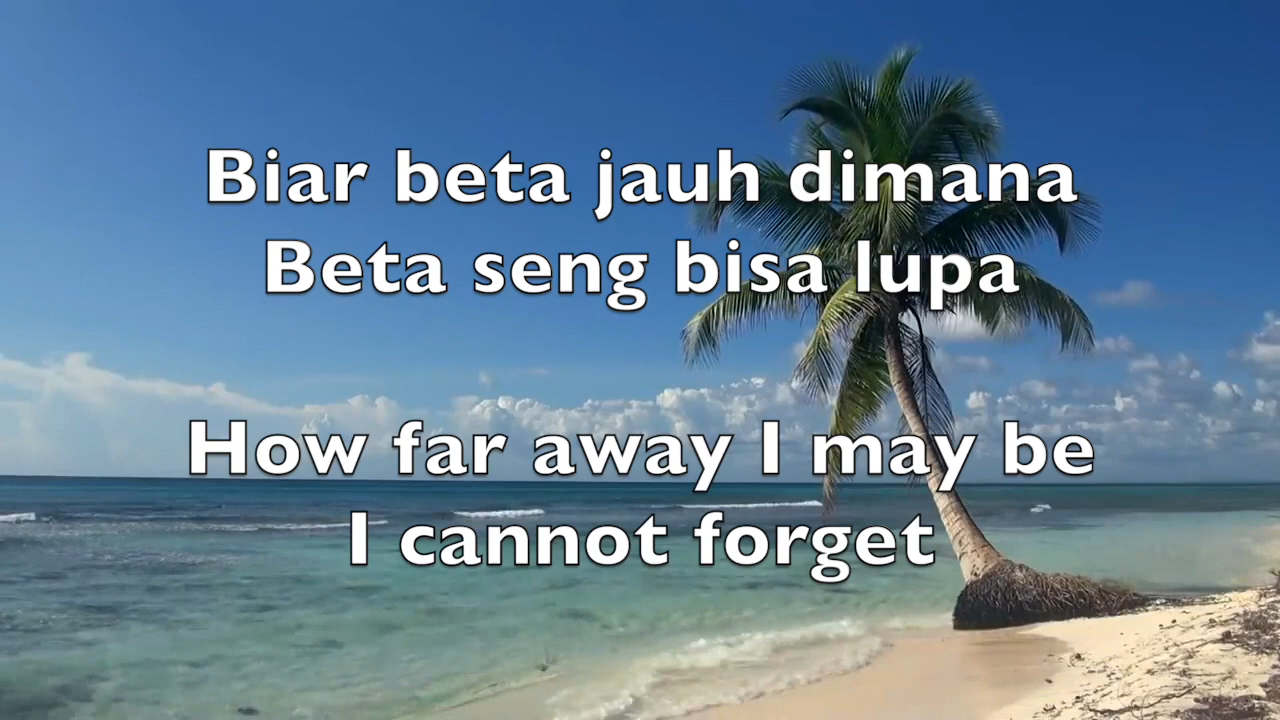 Biar beta jauh dimana
Beta seng bisa lupa
How far away I may be
I cannot forget